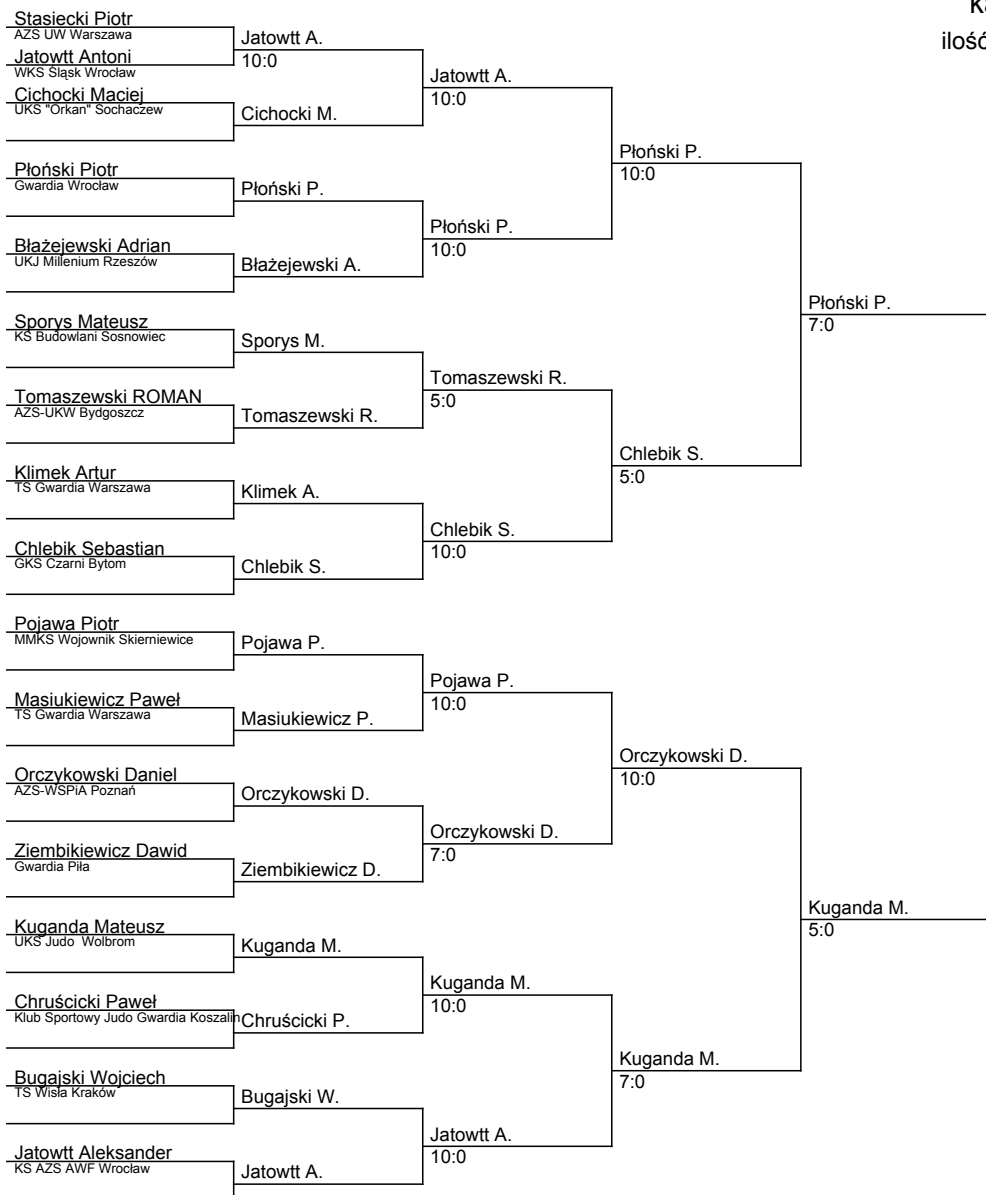 ka
ilość
Stasiecki Piotr
AZS UW Warszawa
Jatowtt A.
10:0
Jatowtt Antoni
WKS Śląsk Wrocław
Jatowtt A.
10:0
Cichocki Maciej
UKS "Orkan" Sochaczew
Cichocki M.
Płoński P.
10:0
Płoński Piotr
Gwardia Wrocław
Płoński P.
Płoński P.
10:0
Błażejewski Adrian
UKJ Millenium Rzeszów
Błażejewski A.
Płoński P.
7:0
Sporys Mateusz
KS Budowlani Sosnowiec
Sporys M.
Tomaszewski R.
5:0
Tomaszewski ROMAN
AZS-UKW Bydgoszcz
Tomaszewski R.
Chlebik S.
5:0
Klimek Artur
TS Gwardia Warszawa
Klimek A.
Chlebik S.
10:0
Chlebik Sebastian
GKS Czarni Bytom
Chlebik S.
Pojawa Piotr
MMKS Wojownik Skierniewice
Pojawa P.
Pojawa P.
10:0
Masiukiewicz Paweł
TS Gwardia Warszawa
Masiukiewicz P.
Orczykowski D.
10:0
Orczykowski Daniel
AZS-WSPiA Poznań
Orczykowski D.
Orczykowski D.
7:0
Ziembikiewicz Dawid
Gwardia Piła
Ziembikiewicz D.
Kuganda M.
5:0
Kuganda Mateusz
UKS Judo  Wolbrom
Kuganda M.
Kuganda M.
10:0
Chruścicki Paweł
Klub Sportowy Judo Gwardia Koszalin
Chruścicki P.
Kuganda M.
7:0
Bugajski Wojciech
TS Wisła Kraków
Bugajski W.
Jatowtt A.
10:0
Jatowtt Aleksander
KS AZS AWF Wrocław
Jatowtt A.